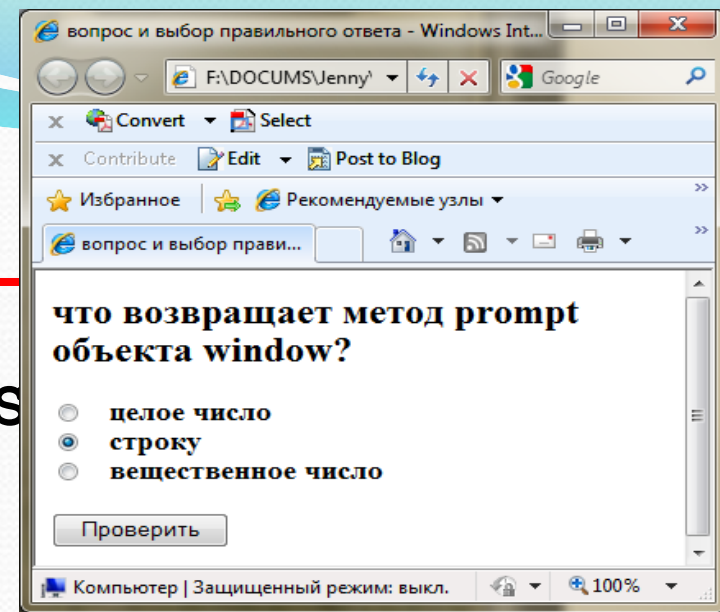 вопрос и выбор правильного ответа - Windows Int...
F:\DOCUMS\Jenny\ Google
x Convert Select
x Contribute Edit Post to Blog
Избранное Рекомендуемые узлы »
вопрос и выбор прави... »
что возвращает метод prompt
объекта window?
s
целое число
строку
вещественное число
Проверить
Компьютер | Защищенный режим: выкл. 100%